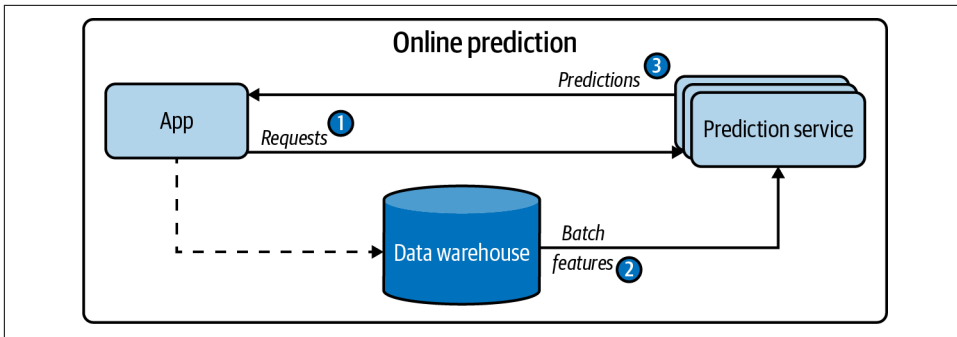 Online prediction
Predictions 3
App
Requests 1
Prediction service
Data warehouse
Batch
features 2